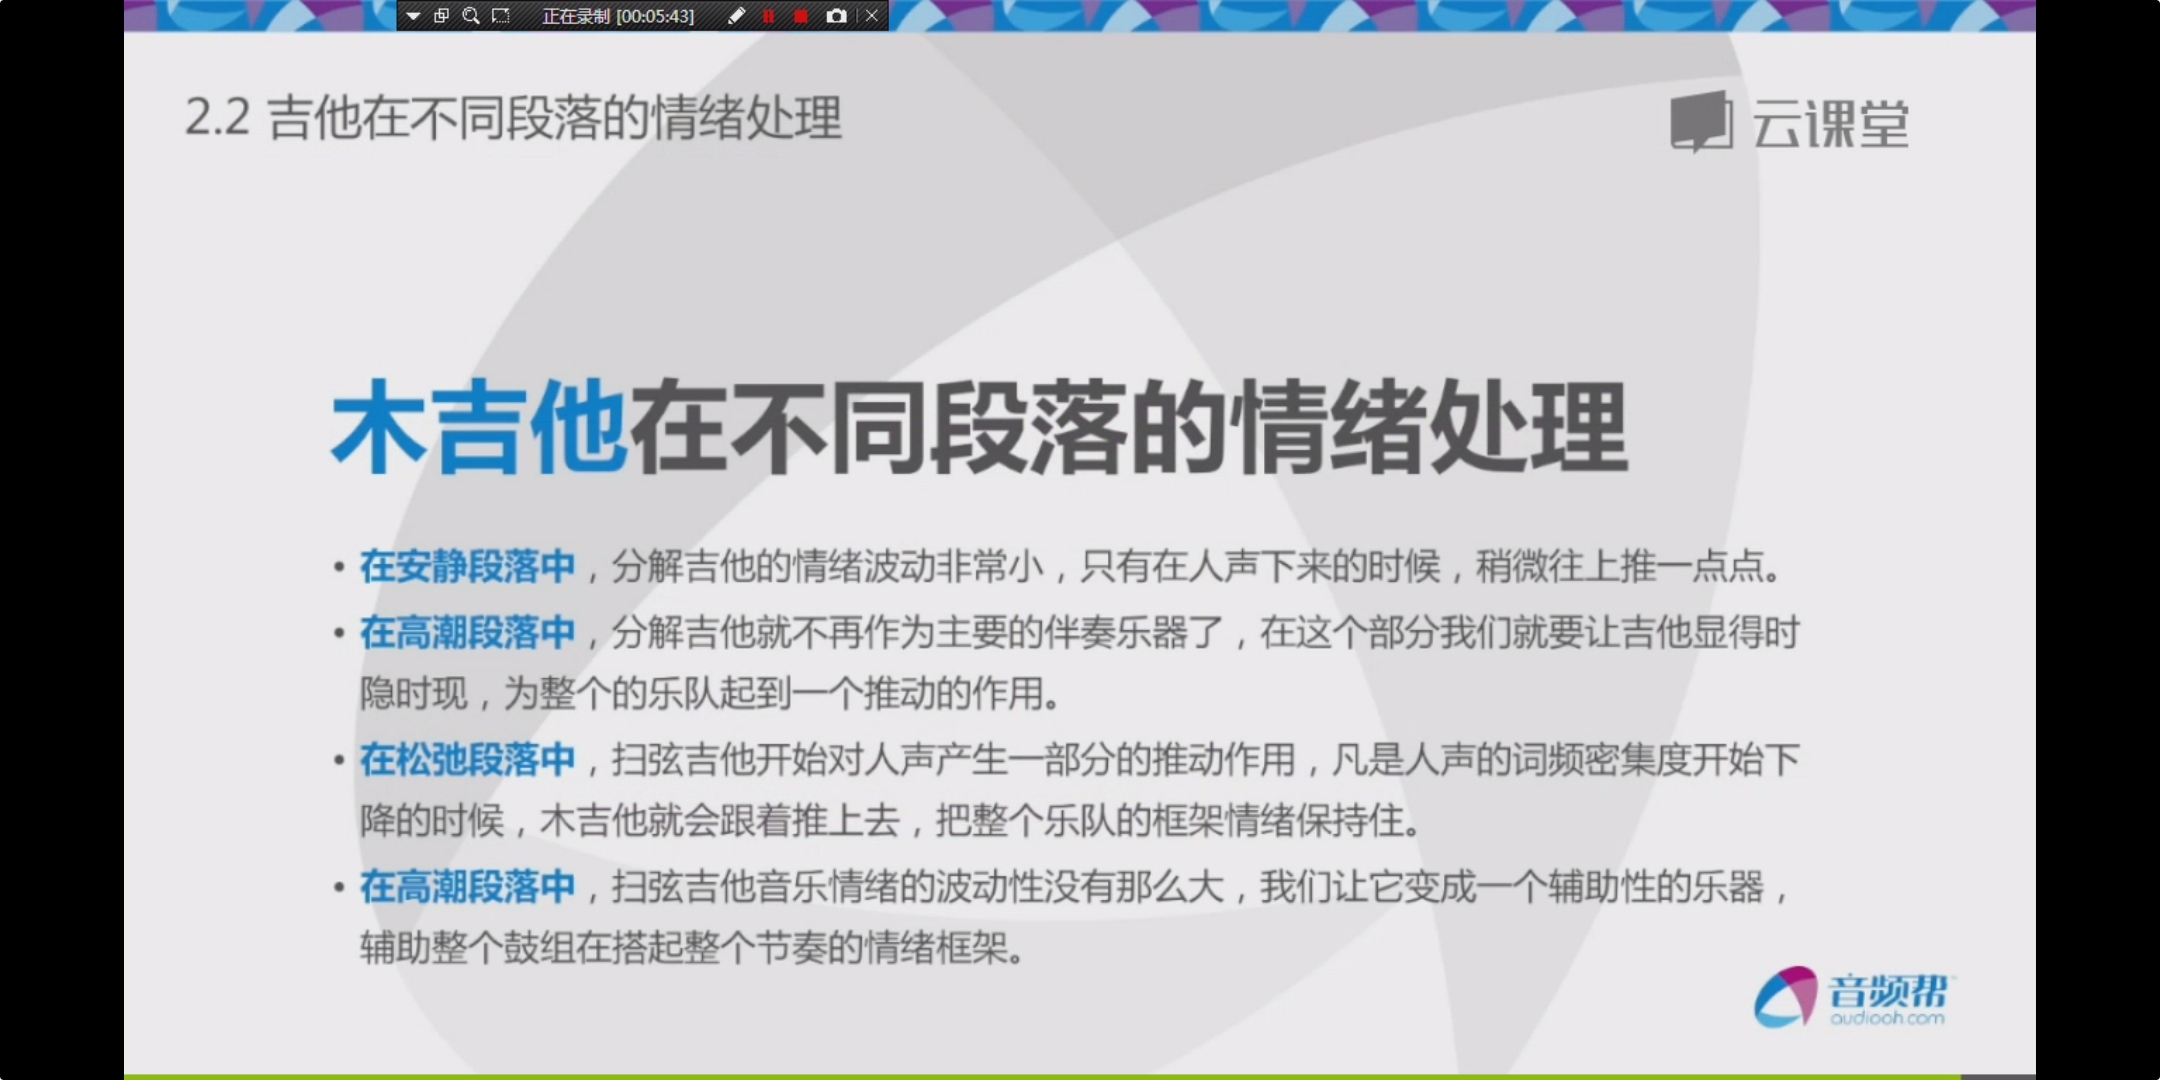 正在录制 [00:05:43]
2.2 吉他在不同段落的情绪处理
云课堂
木吉他在不同段落的情绪处理
• 在安静段落中，分解吉他的情绪波动非常小，只有在人声下来的时候，稍微往上推一点点。
• 在高潮段落中，分解吉他就不再作为主要的伴奏乐器了，在这个部分我们就要让吉他显得时
隐时现，为整个的乐队起到一个推动的作用。
• 在松弛段落中，扫弦吉他开始对人声产生一部分的推动作用，凡是人声的词频密集度开始下
降的时候，木吉他就会跟着推上去，把整个乐队的框架情绪保持住。
• 在高潮段落中，扫弦吉他音乐情绪的波动性没有那么大，我们让它变成一个辅助性的乐器，
辅助整个鼓组在搭起整个节奏的情绪框架。
音频帮
audiooh.com